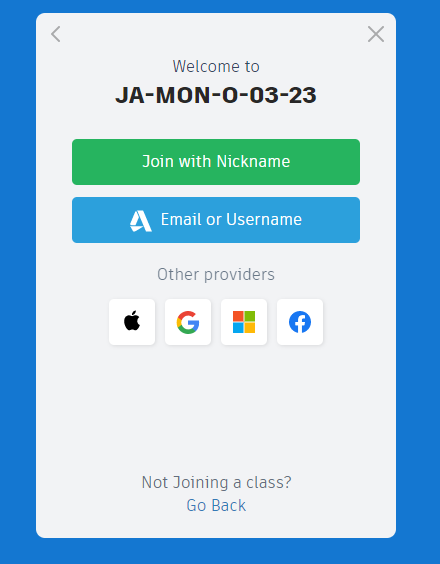 Welcome to
JA-MON-O-03-23
Join with Nickname
Email or Username
Other providers
Not Joining a class?
Go Back